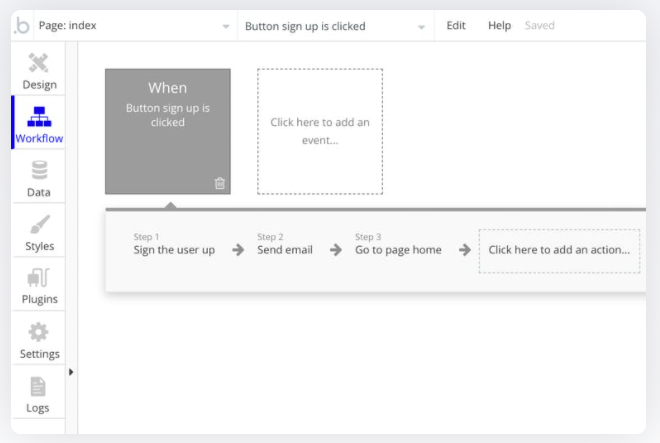 .b Page: index Button sign up is clicked Edit Help Saved
Design
Workflow
Data
Styles
Plugins
Settings
Logs
When
Button sign up is
clicked
Click here to add an
event...
Step 1
Sign the user up
Step 2
Send email
Step 3
Go to page home
Click here to add an action...